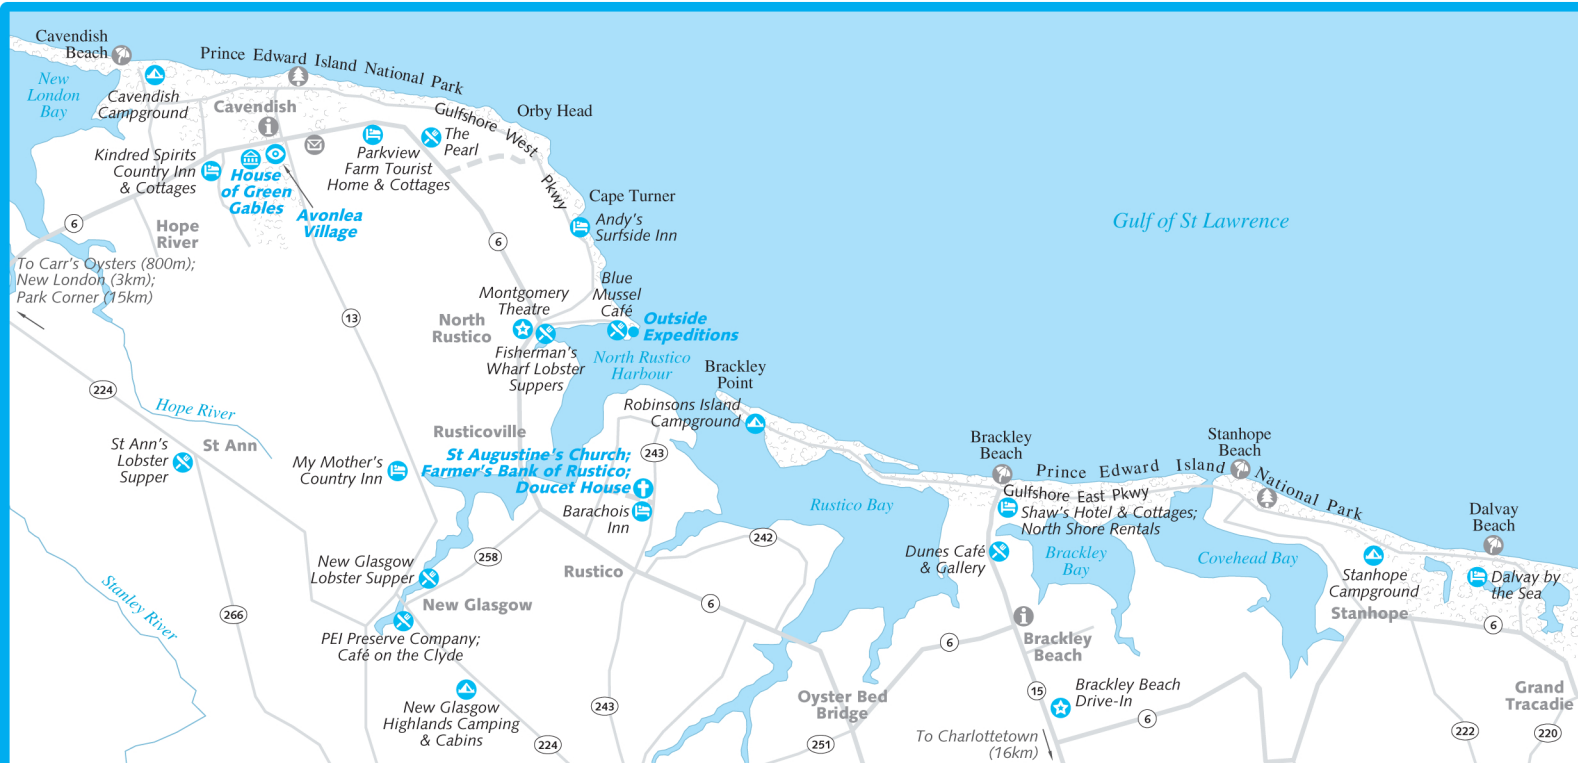 Cavendish
Beach
Prince Edward Island National Park
New
London
Bay
Cavendish
Campground
Cavendish
Gulfshore West
Pkwy
Orby Head
The
Pearl
Kindred Spirits
Country Inn
& Cottages
Parkview
Farm Tourist
Home & Cottages
House
of Green
Gables
Avonlea
Village
Cape Turner
Andy's
Surfside Inn
Gulf of St Lawrence
6
Hope
River
6
To Carr's Oysters (800m);
New London (3km);
Park Corner (15km)
Blue
Mussel
Café
Montgomery
Theatre
13
North
Rustico
Outside
Expeditions
Fisherman's
Wharf Lobster
Suppers
North Rustico
Harbour
Brackley
Point
224
Hope River
Robinsons Island
Campground
St Ann's
Lobster
Supper
St Ann
Rusticoville
243
St Augustine's Church;
Farmer's Bank of Rustico;
Doucet House
My Mother's
Country Inn
Brackley
Beach
Stanhope
Beach
Prince Edward Island National Park
Gulfshore East Pkwy
Shaw's Hotel & Cottages;
North Shore Rentals
Rustico Bay
Barachois
Inn
Dalvay
Beach
242
258
New Glasgow
Lobster Supper
Rustico
Dunes Café
& Gallery
Brackley
Bay
Covehead Bay
Stanhope
Campground
Dalvay by
the Sea
Stanley River
266
New Glasgow
6
Stanhope
6
PEI Preserve Company;
Café on the Clyde
6
Brackley
Beach
New Glasgow
Highlands Camping
& Cabins
243
Oyster Bed
Bridge
15
Brackley Beach
Drive-In
Grand
Tracadie
6
224
251
To Charlottetown
(16km)
222
220